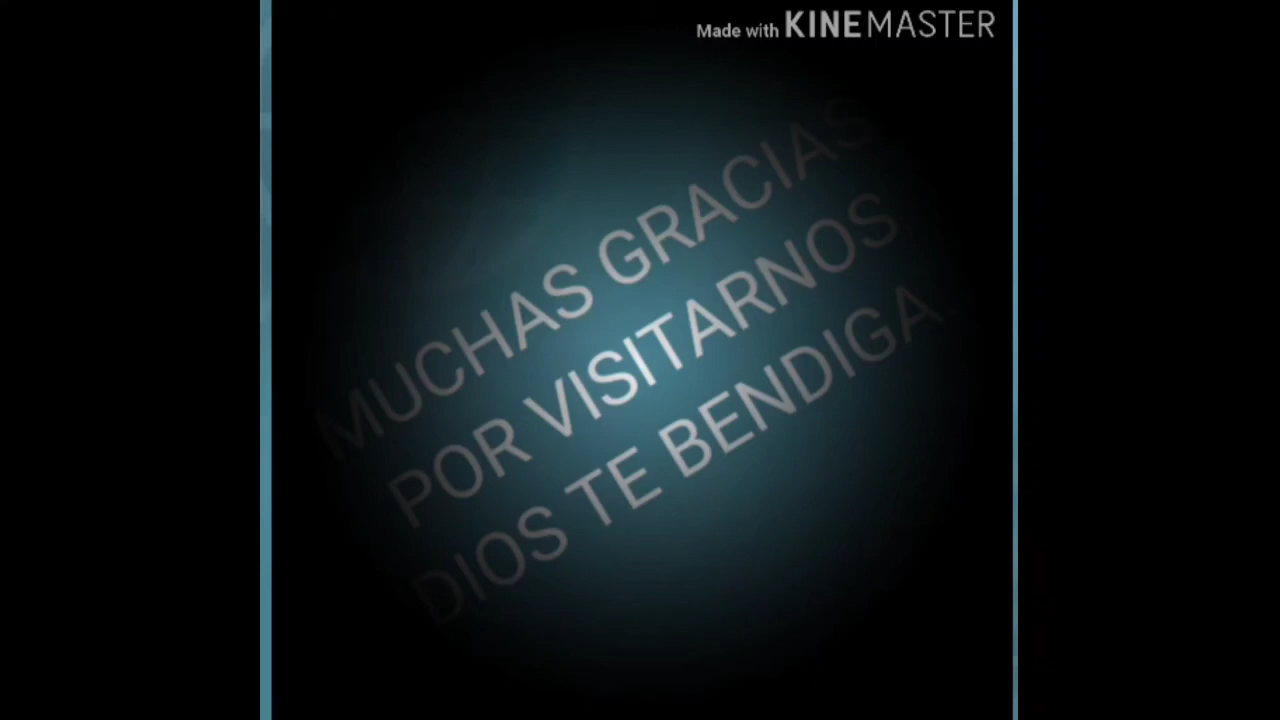 Made with KINEMASTER
MUCHAS GRACIAS
POR VISITARNOS
DIOS TE BENDIGA.